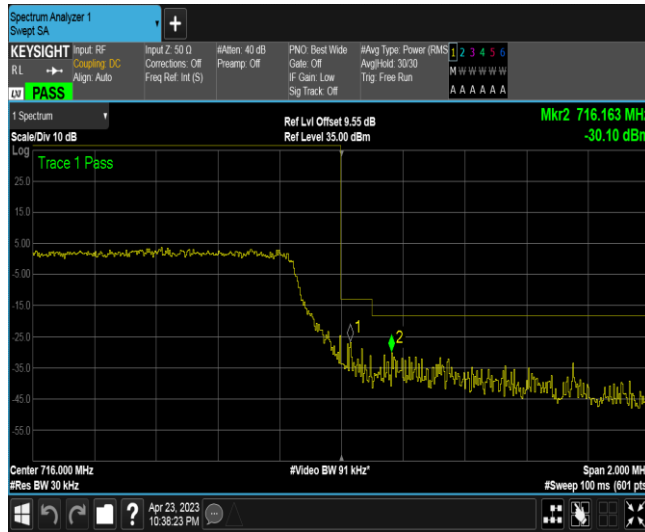 Spectrum Analyzer 1
Swept SA
+
KEYSIGHT Input: RF Input Z: 50 Ω #Atten: 40 dB PNO: Best Wide #Avg Type: Power (RMS 1 2 3 4 5 6
RL Coupling: DC Corrections: Off Preamp: Off Gate: Off Avg|Hold: 30/30 M W W W W W
Align: Auto Freq Ref: Int (S) IF Gain: Low Trig: Free Run
Sig Track: Off A A A A A A
LXI PASS
1 Spectrum
Ref Lvl Offset 9.55 dB Mkr2 716.163 MH
Scale/Div 10 dB Ref Level 35.00 dBm -30.10 dBn
Log
Trace 1 Pass
25.0
15.0
5.00
-5.00
-15.0
1
2
-25.0
-35.0
-45.0
-55.0
Center 716.000 MHz #Video BW 91 kHz* Span 2.000 MH
#Res BW 30 kHz #Sweep 100 ms (601 pts
? Apr 23, 2023
10:38:23 PM